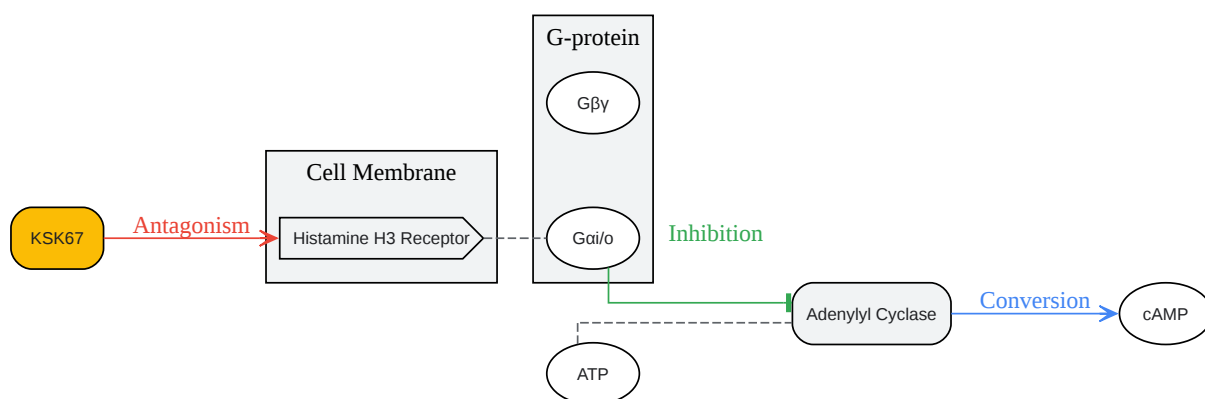 G-protein
Gβγ
Cell Membrane
KSK67
Antagonism
Histamine H3 Receptor
Gαi/o
Inhibition
Adenylyl Cyclase
Conversion
cAMP
ATP